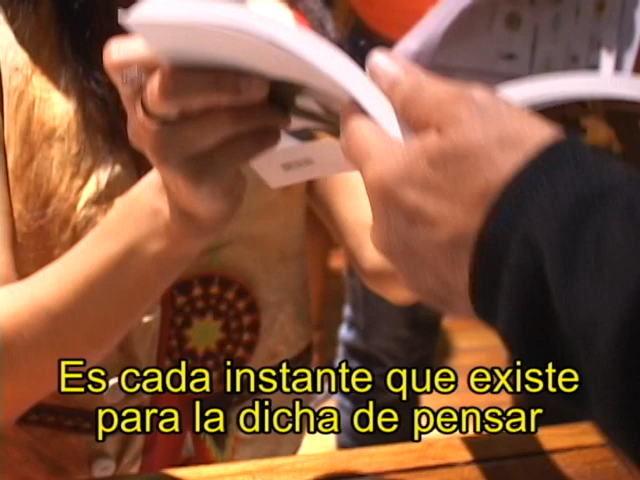 Es cada instante que existe
para la dicha de pensar